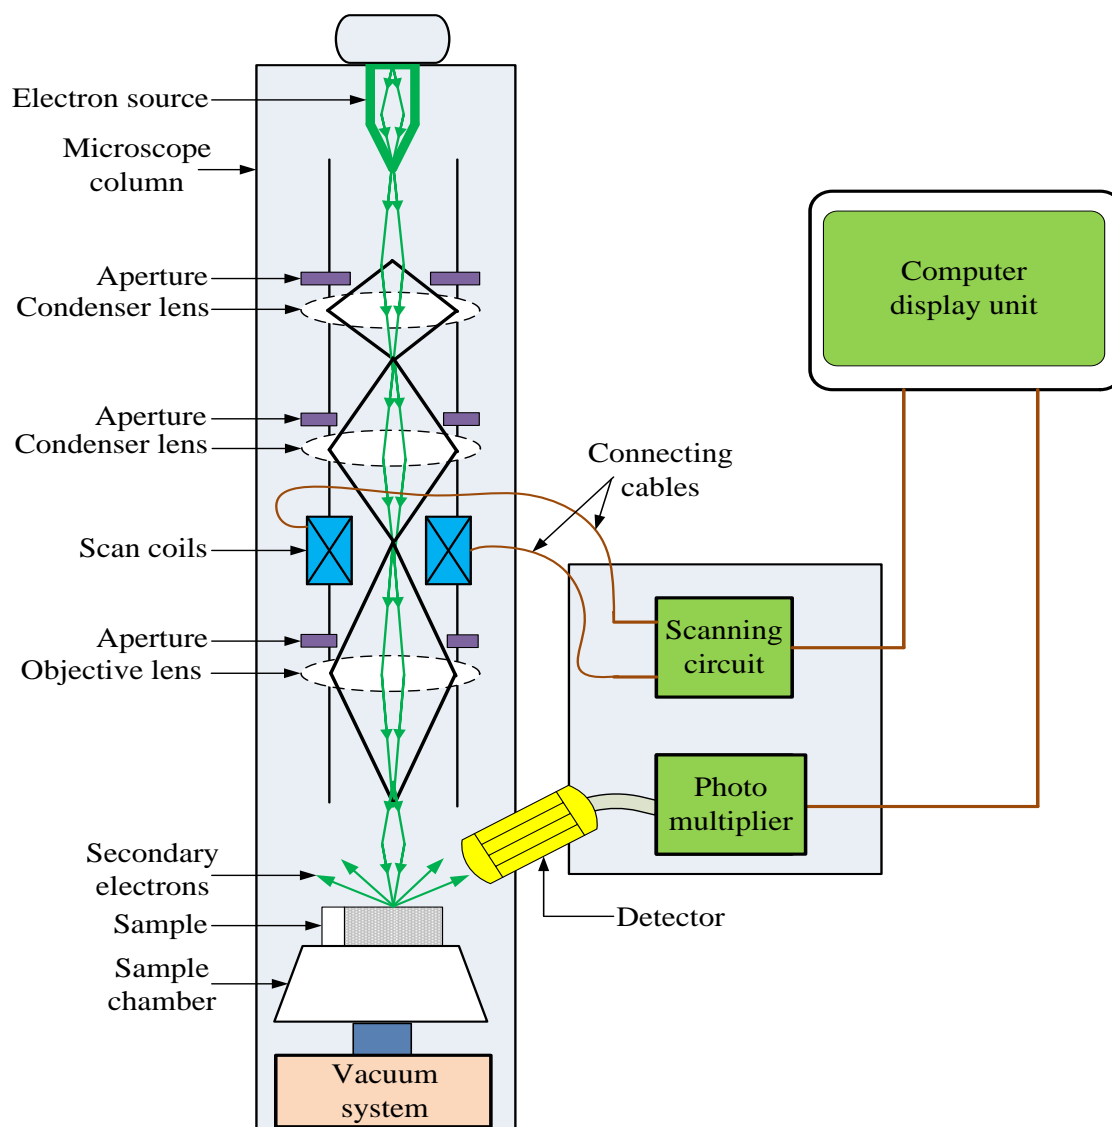 Electron source
Microscope
column
Aperture
Condenser lens
Aperture
Condenser lens
Scan coils
Aperture
Objective lens
Secondary
electrons
Sample
Sample
chamber
Vacuum
system
Connecting
cables
Scanning
circuit
Photo
multiplier
Detector
Computer
display unit